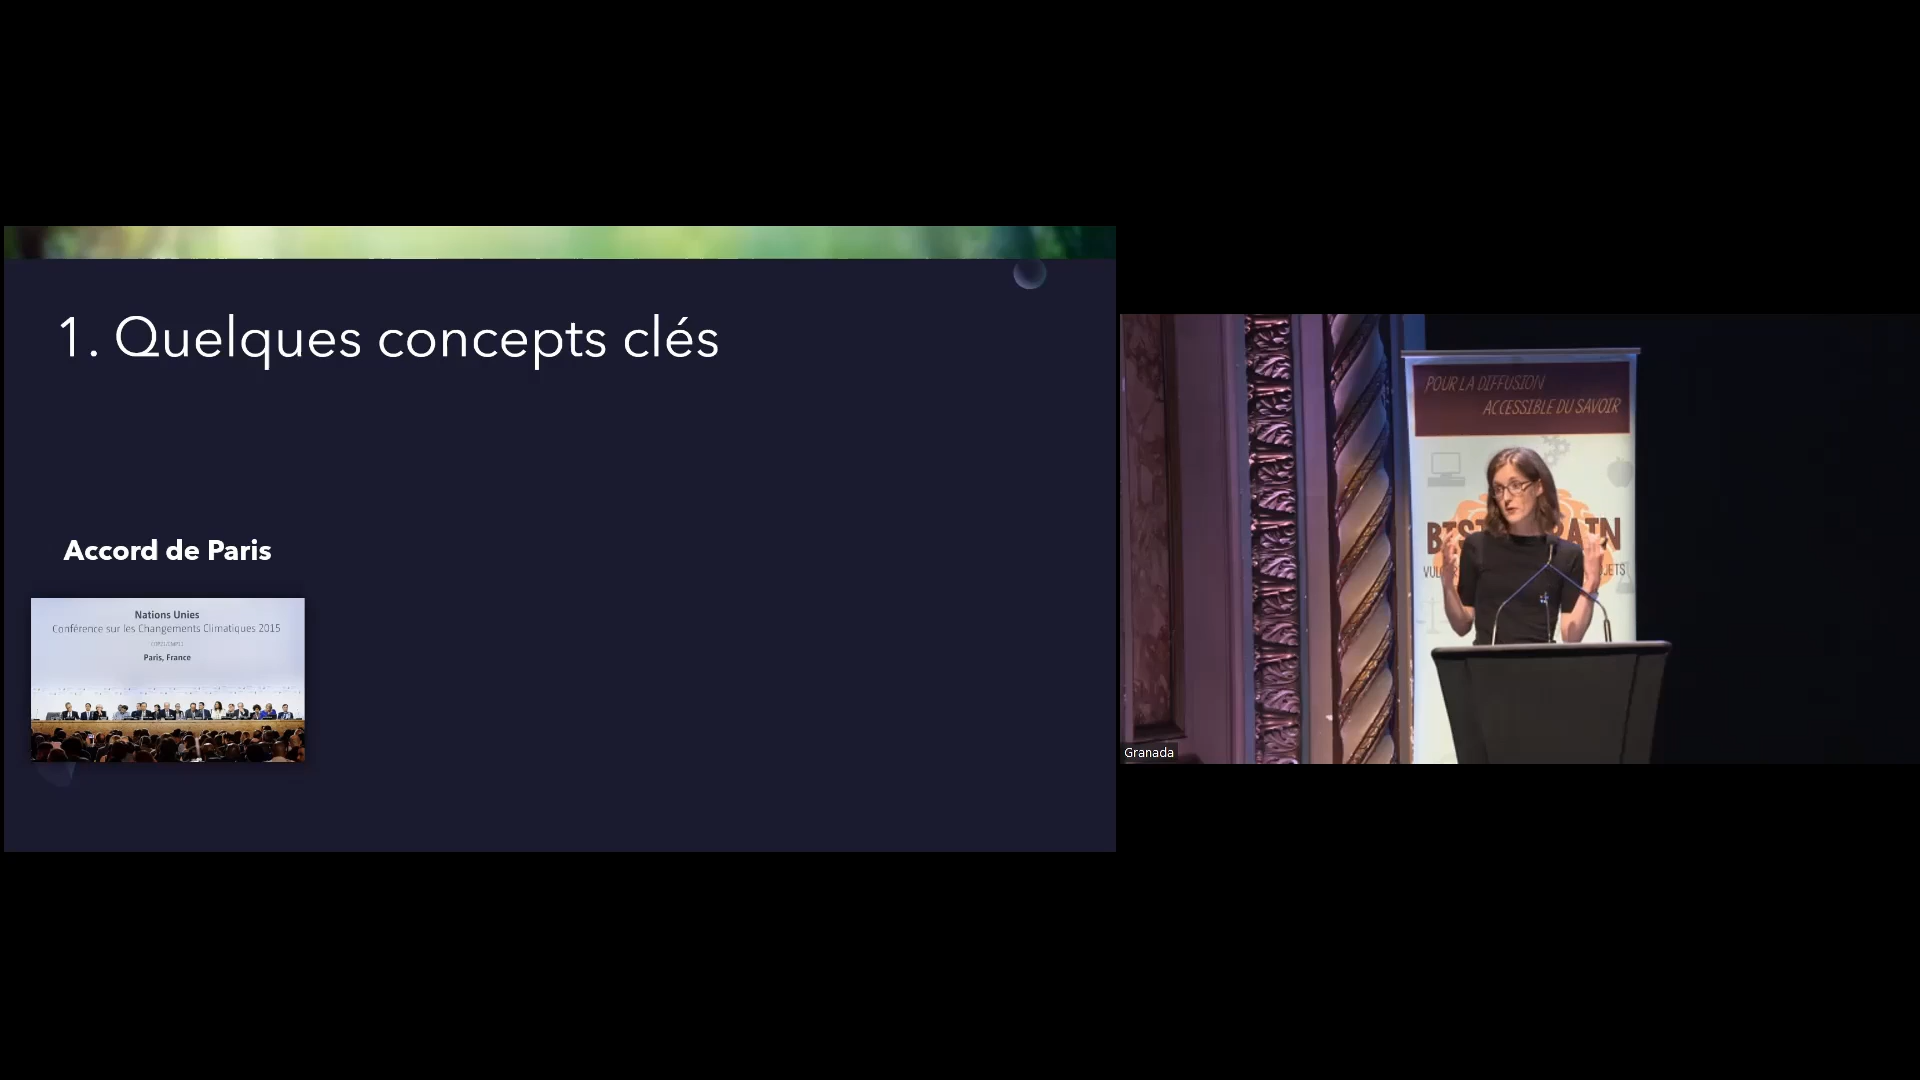 1. Quelques concepts clés
Accord de Paris
Nations Unies
Conférence sur les Changements Climatiques 2015
Paris, France
POUR LA DIFFUSION
ACCESSIBLE DU SAVOIR
Granada